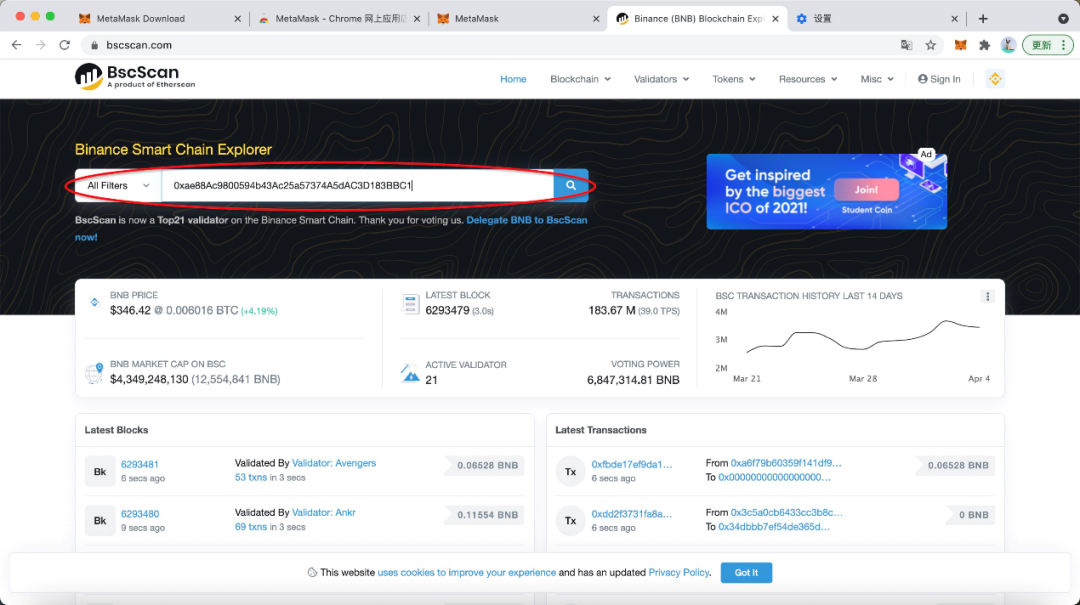 MetaMask Download
MetaMask - Chrome 网上应用店
MetaMask
Binance (BNB) Blockchain Expl
设置
bscscan.com
更新
BscScan
A product of Etherscan
Home Blockchain Validators Tokens Resources Misc Sign In
Binance Smart Chain Explorer
All Filters 0xae88Ac9800594b43Ac25a57374A5dAC3D183BBC1
BscScan is now a Top21 validator on the Binance Smart Chain. Thank you for voting us. Delegate BNB to BscScan
now!
Ad
Get inspired
by the biggest
ICO of 2021!
Join!
Student Coin
BNB PRICE
$346.42 @ 0.006016 BTC (+4.19%)
BNB MARKET CAP ON BSC
$4,349,248,130 (12,554,841 BNB)
LATEST BLOCK
6293479 (3.0s)
TRANSACTIONS
183.67 M (39.0 TPS)
ACTIVE VALIDATOR
21
VOTING POWER
6,847,314.81 BNB
BSC TRANSACTION HISTORY LAST 14 DAYS
4M
3M
2M
Mar 21 Mar 28 Apr 4
Latest Blocks
Bk
6293481
6 secs ago
Validated By Validator: Avengers
53 txns in 3 secs
0.06528 BNB
Bk
6293480
9 secs ago
Validated By Validator: Ankr
69 txns in 3 secs
0.11554 BNB
Latest Transactions
Tx
0xfbde17ef9da1...
6 secs ago
From 0xa6f79b60359f141df9...
To 0x00000000000000000...
0.06528 BNB
Tx
0xdd2f3731fa8a...
6 secs ago
From 0x3c5a0cb6433cc3b8c...
To 0x34dbbb7ef54de365d...
0 BNB
This website uses cookies to improve your experience and has an updated Privacy Policy.
Got It